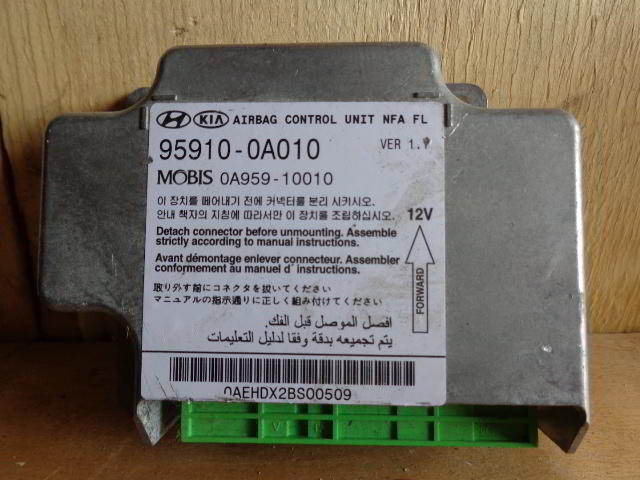 HYUNDAI KIA AIRBAG CONTROL UNIT NFA FL
95910-0A010 VER 1.
MOBIS 0A959-10010
이 장치를 떼어내기 전에 커넥터를 분리 시키시오.
안내 책자의 지침에 따라서만 이 장치를 조립하십시오. 12V
Detach connector before unmounting. Assemble
strictly according to manual instructions.
Avant démontage enlever connecteur. Assembler
conformement au manuel d' instructions.
FORWARD
取り外す前にコネクタを抜いてください
マニュアルの指示通りに正しく組み付けてください
افصل الموصل قبل الفك.
يتم تجميعه بدقة وفقا لدليل التعليمات
0AEHDX2BS00509